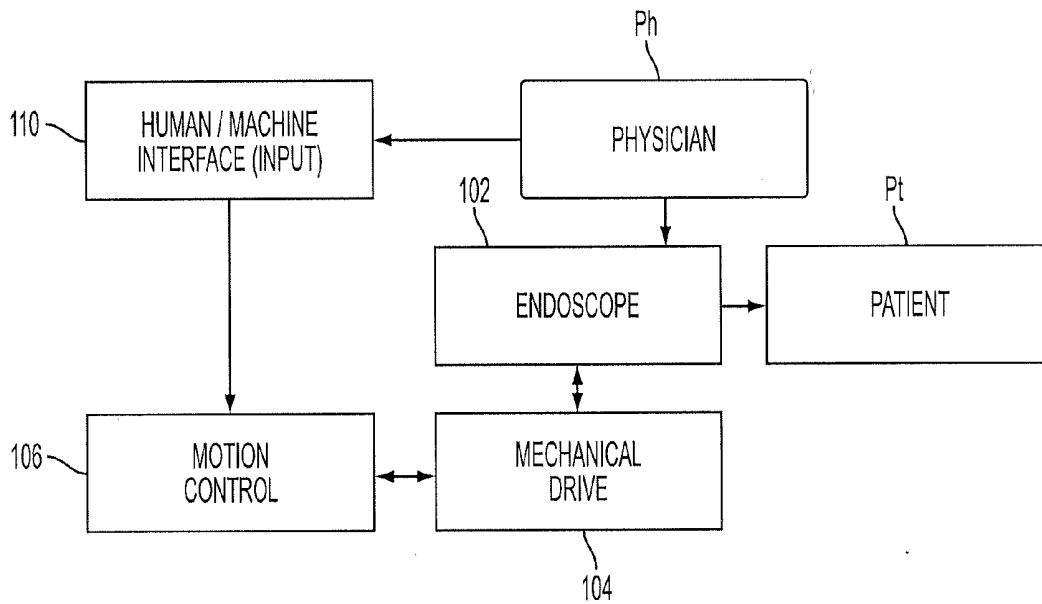 Ph
110
HUMAN / MACHINE
INTERFACE (INPUT)
PHYSICIAN
102
Pt
ENDOSCOPE
PATIENT
106
MOTION
CONTROL
MECHANICAL
DRIVE
104